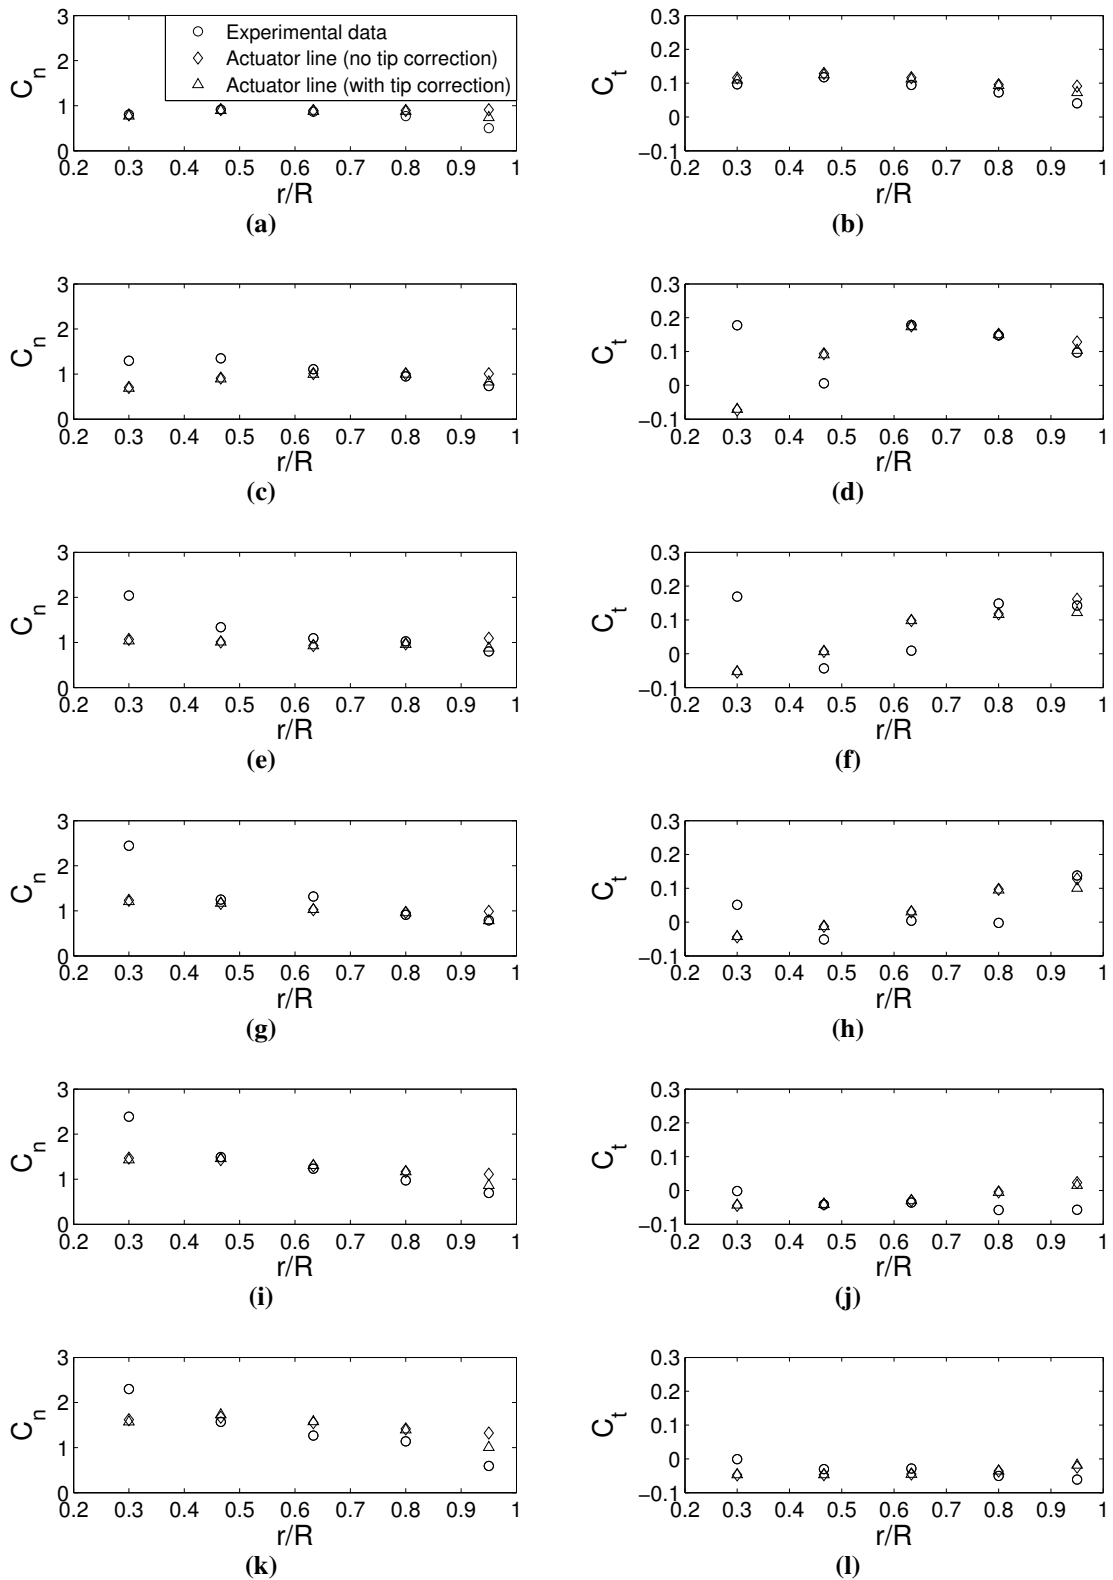 3
2
1
0
C_n
Experimental data
Actuator line (no tip correction)
Actuator line (with tip correction)
0.2 0.3 0.4 0.5 0.6 0.7 0.8 0.9 1
r/R
(a)
0.3
0.2
0.1
0
−0.1
C_t
0.2 0.3 0.4 0.5 0.6 0.7 0.8 0.9 1
r/R
(b)
3
2
1
0
C_n
0.2 0.3 0.4 0.5 0.6 0.7 0.8 0.9 1
r/R
(c)
0.3
0.2
0.1
0
−0.1
C_t
0.2 0.3 0.4 0.5 0.6 0.7 0.8 0.9 1
r/R
(d)
3
2
1
0
C_n
0.2 0.3 0.4 0.5 0.6 0.7 0.8 0.9 1
r/R
(e)
0.3
0.2
0.1
0
−0.1
C_t
0.2 0.3 0.4 0.5 0.6 0.7 0.8 0.9 1
r/R
(f)
3
2
1
0
C_n
0.2 0.3 0.4 0.5 0.6 0.7 0.8 0.9 1
r/R
(g)
0.3
0.2
0.1
0
−0.1
C_t
0.2 0.3 0.4 0.5 0.6 0.7 0.8 0.9 1
r/R
(h)
3
2
1
0
C_n
0.2 0.3 0.4 0.5 0.6 0.7 0.8 0.9 1
r/R
(i)
0.3
0.2
0.1
0
−0.1
C_t
0.2 0.3 0.4 0.5 0.6 0.7 0.8 0.9 1
r/R
(j)
3
2
1
0
C_n
0.2 0.3 0.4 0.5 0.6 0.7 0.8 0.9 1
r/R
(k)
0.3
0.2
0.1
0
−0.1
C_t
0.2 0.3 0.4 0.5 0.6 0.7 0.8 0.9 1
r/R
(l)